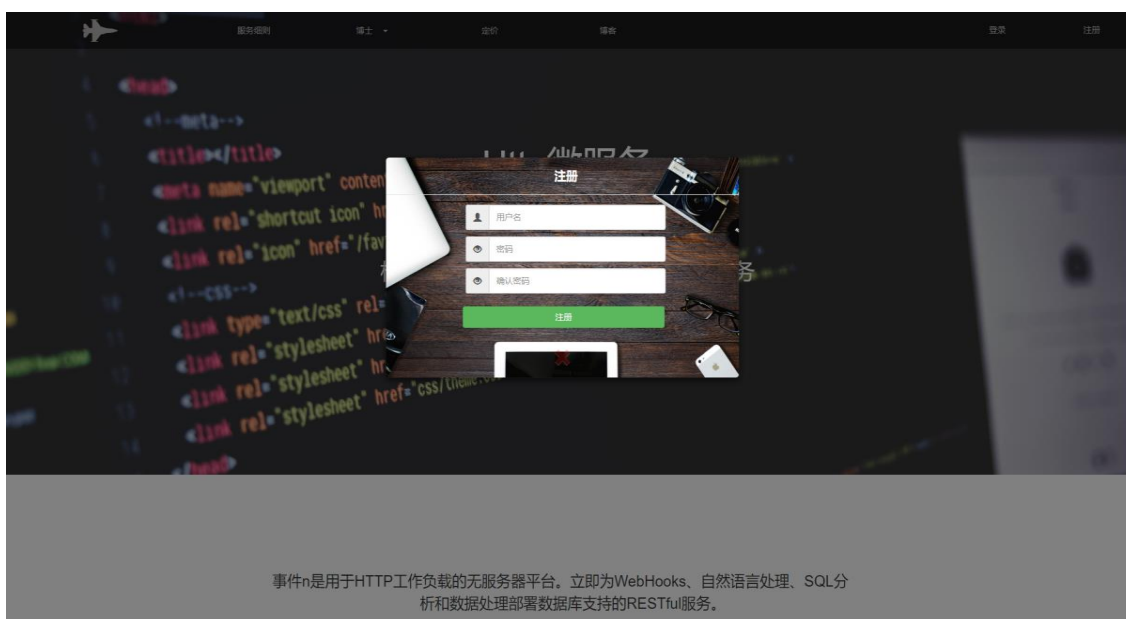 服务细则 博士 定价 博客 登录 注册
<head>
<!--meta-->
<title></title>
<meta name="viewport" conten
<link rel="shortcut icon" h
<link rel="icon" href="/fav
<!--CSS-->
<link type="text/css" rel=
<link rel="stylesheet" hre
<link rel="stylesheet" hr
<link rel="stylesheet" href="css/theme.
</head>
微服务
务
注册
用户名
密码
确认密码
注册
事件n是用于HTTP工作负载的无服务器平台。立即为WebHooks、自然语言处理、SQL分
析和数据处理部署数据库支持的RESTful服务。